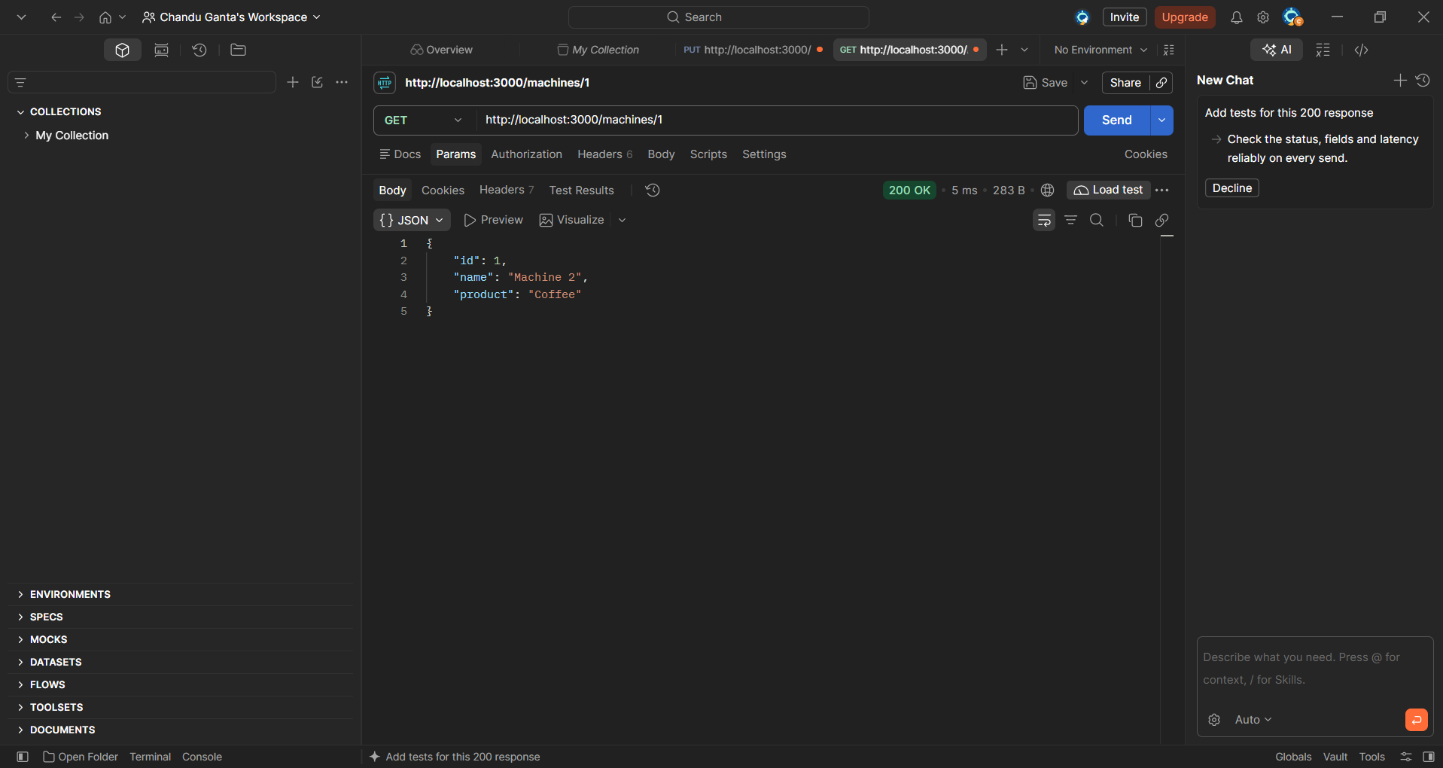 Chandu Ganta's Workspace
Search
Invite
Upgrade
Overview
My Collection
PUT http://localhost:3000/
GET http://localhost:3000/.
No Environment
AI
COLLECTIONS
My Collection
HTTP http://localhost:3000/machines/1
Save
Share
GET
http://localhost:3000/machines/1
Send
Docs
Params
Authorization
Headers 6
Body
Scripts
Settings
Cookies
Body
Cookies
Headers 7
Test Results
200 OK
5 ms
283 B
Load test
{} JSON
Preview
Visualize
1 {
2 "id": 1,
3 "name": "Machine 2",
4 "product": "Coffee"
5 }
New Chat
Add tests for this 200 response
Check the status, fields and latency
reliably on every send.
Decline
Describe what you need. Press @ for
context, / for Skills.
Auto
ENVIRONMENTS
SPECS
MOCKS
DATASETS
FLOWS
TOOLSETS
DOCUMENTS
Open Folder
Terminal
Console
Add tests for this 200 response
Globals
Vault
Tools